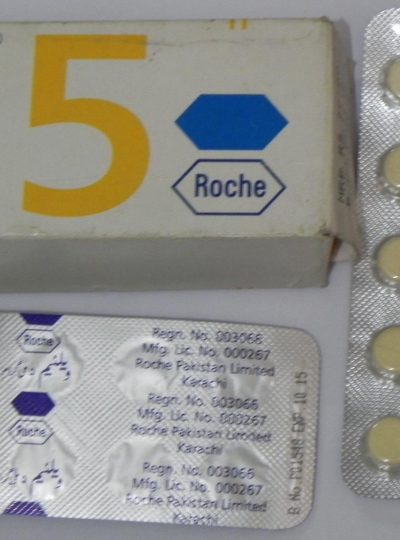 5"
Roche
Roche
ویلیم
Regn. No. 003066
Mfg. Lic. No. 000267
Roche Pakistan Limited
Karachi
Roche
ویلیم
Regn. No. 003066
Mfg. Lic. No. 000267
Roche Pakistan Limited
Karachi
Regn. No. 003066
Mfg. Lic. No. 000267
Roche Pakistan Limited
Karachi
EXP 10 15